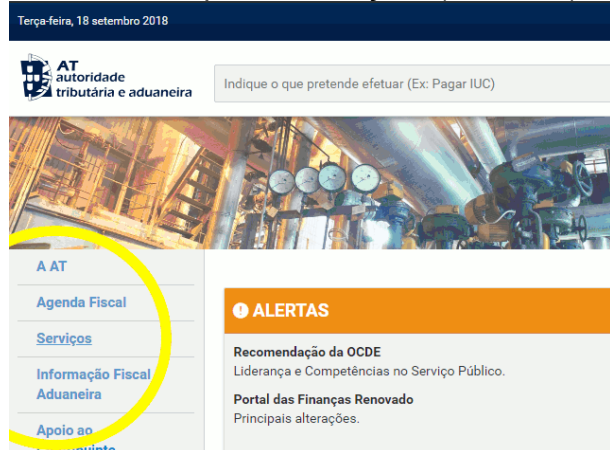 Terça-feira, 18 setembro 2018
AT
autoridade
tributária e aduaneira
Indique o que pretende efetuar (Ex: Pagar IUC)
A AT
Agenda Fiscal
Serviços
Informação Fiscal
Aduaneira
Apoio ao
ALERTAS
Recomendação da OCDE
Liderança e Competências no Serviço Público.
Portal das Finanças Renovado
Principais alterações.